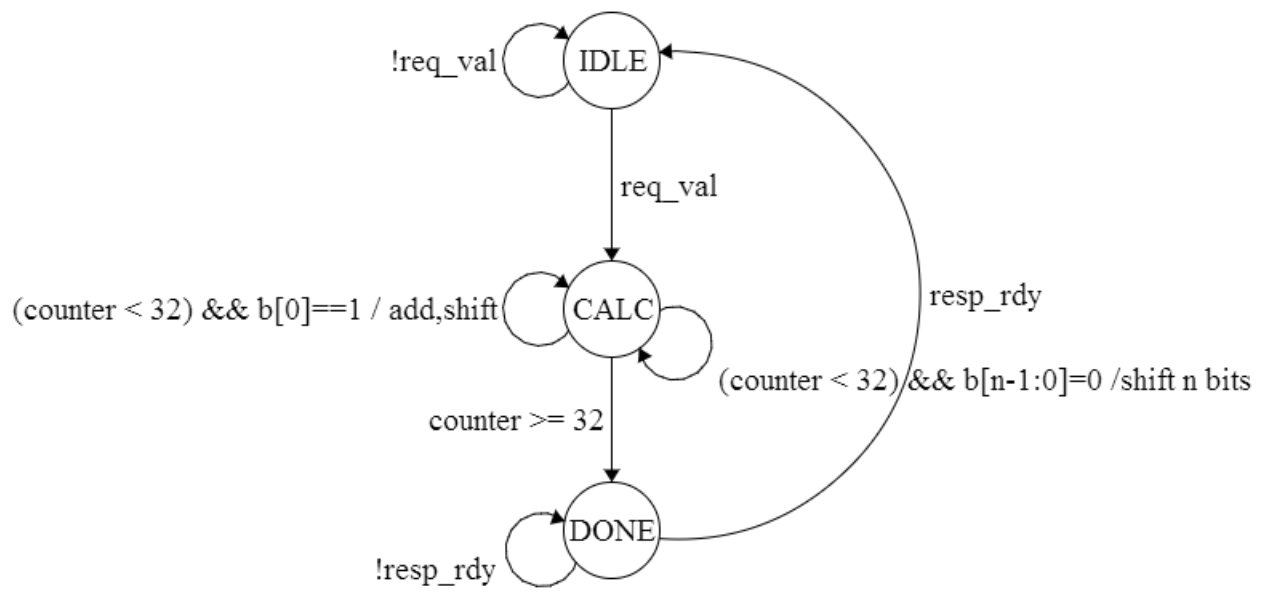 IDLE
!req_val
req_val
resp_rdy
(counter < 32) && b[0]==1 / add,shift
CALC
(counter < 32) && b[n-1:0]=0 /shift n bits
counter >= 32
DONE
!resp_rdy